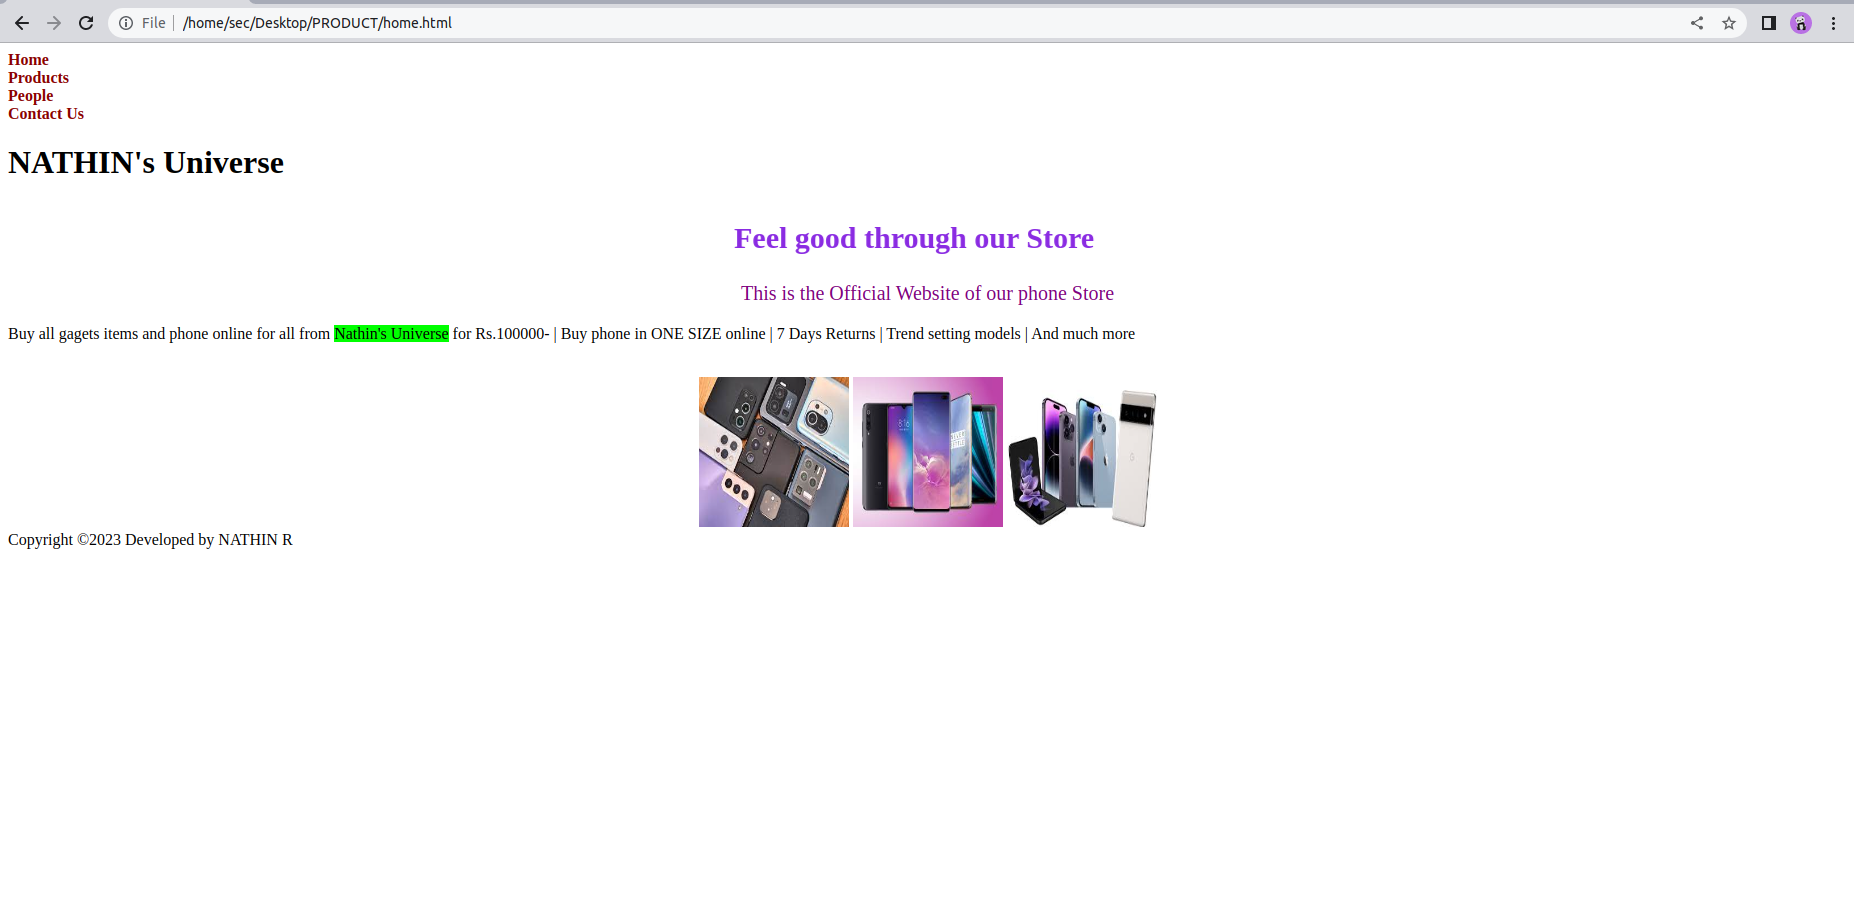 File | /home/sec/Desktop/PRODUCT/home.html
Home
Products
People
Contact Us
NATHIN's Universe
Feel good through our Store
This is the Official Website of our phone Store
Buy all gagets items and phone online for all from Nathin's Universe for Rs.100000- | Buy phone in ONE SIZE online | 7 Days Returns | Trend setting models | And much more
8:16
Copyright ©2023 Developed by NATHIN R